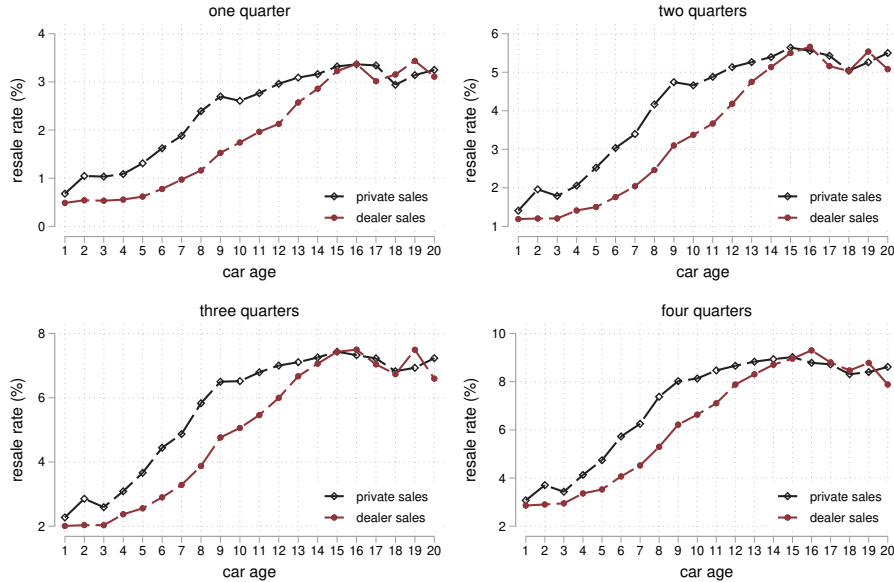 one quarter
resale rate (%)
4
3
2
1
0
private sales
dealer sales
1 2 3 4 5 6 7 8 9 10 11 12 13 14 15 16 17 18 19 20
car age
two quarters
resale rate (%)
6
5
4
3
2
1
private sales
dealer sales
1 2 3 4 5 6 7 8 9 10 11 12 13 14 15 16 17 18 19 20
car age
three quarters
resale rate (%)
8
6
4
2
private sales
dealer sales
1 2 3 4 5 6 7 8 9 10 11 12 13 14 15 16 17 18 19 20
car age
four quarters
resale rate (%)
10
8
6
4
2
private sales
dealer sales
1 2 3 4 5 6 7 8 9 10 11 12 13 14 15 16 17 18 19 20
car age